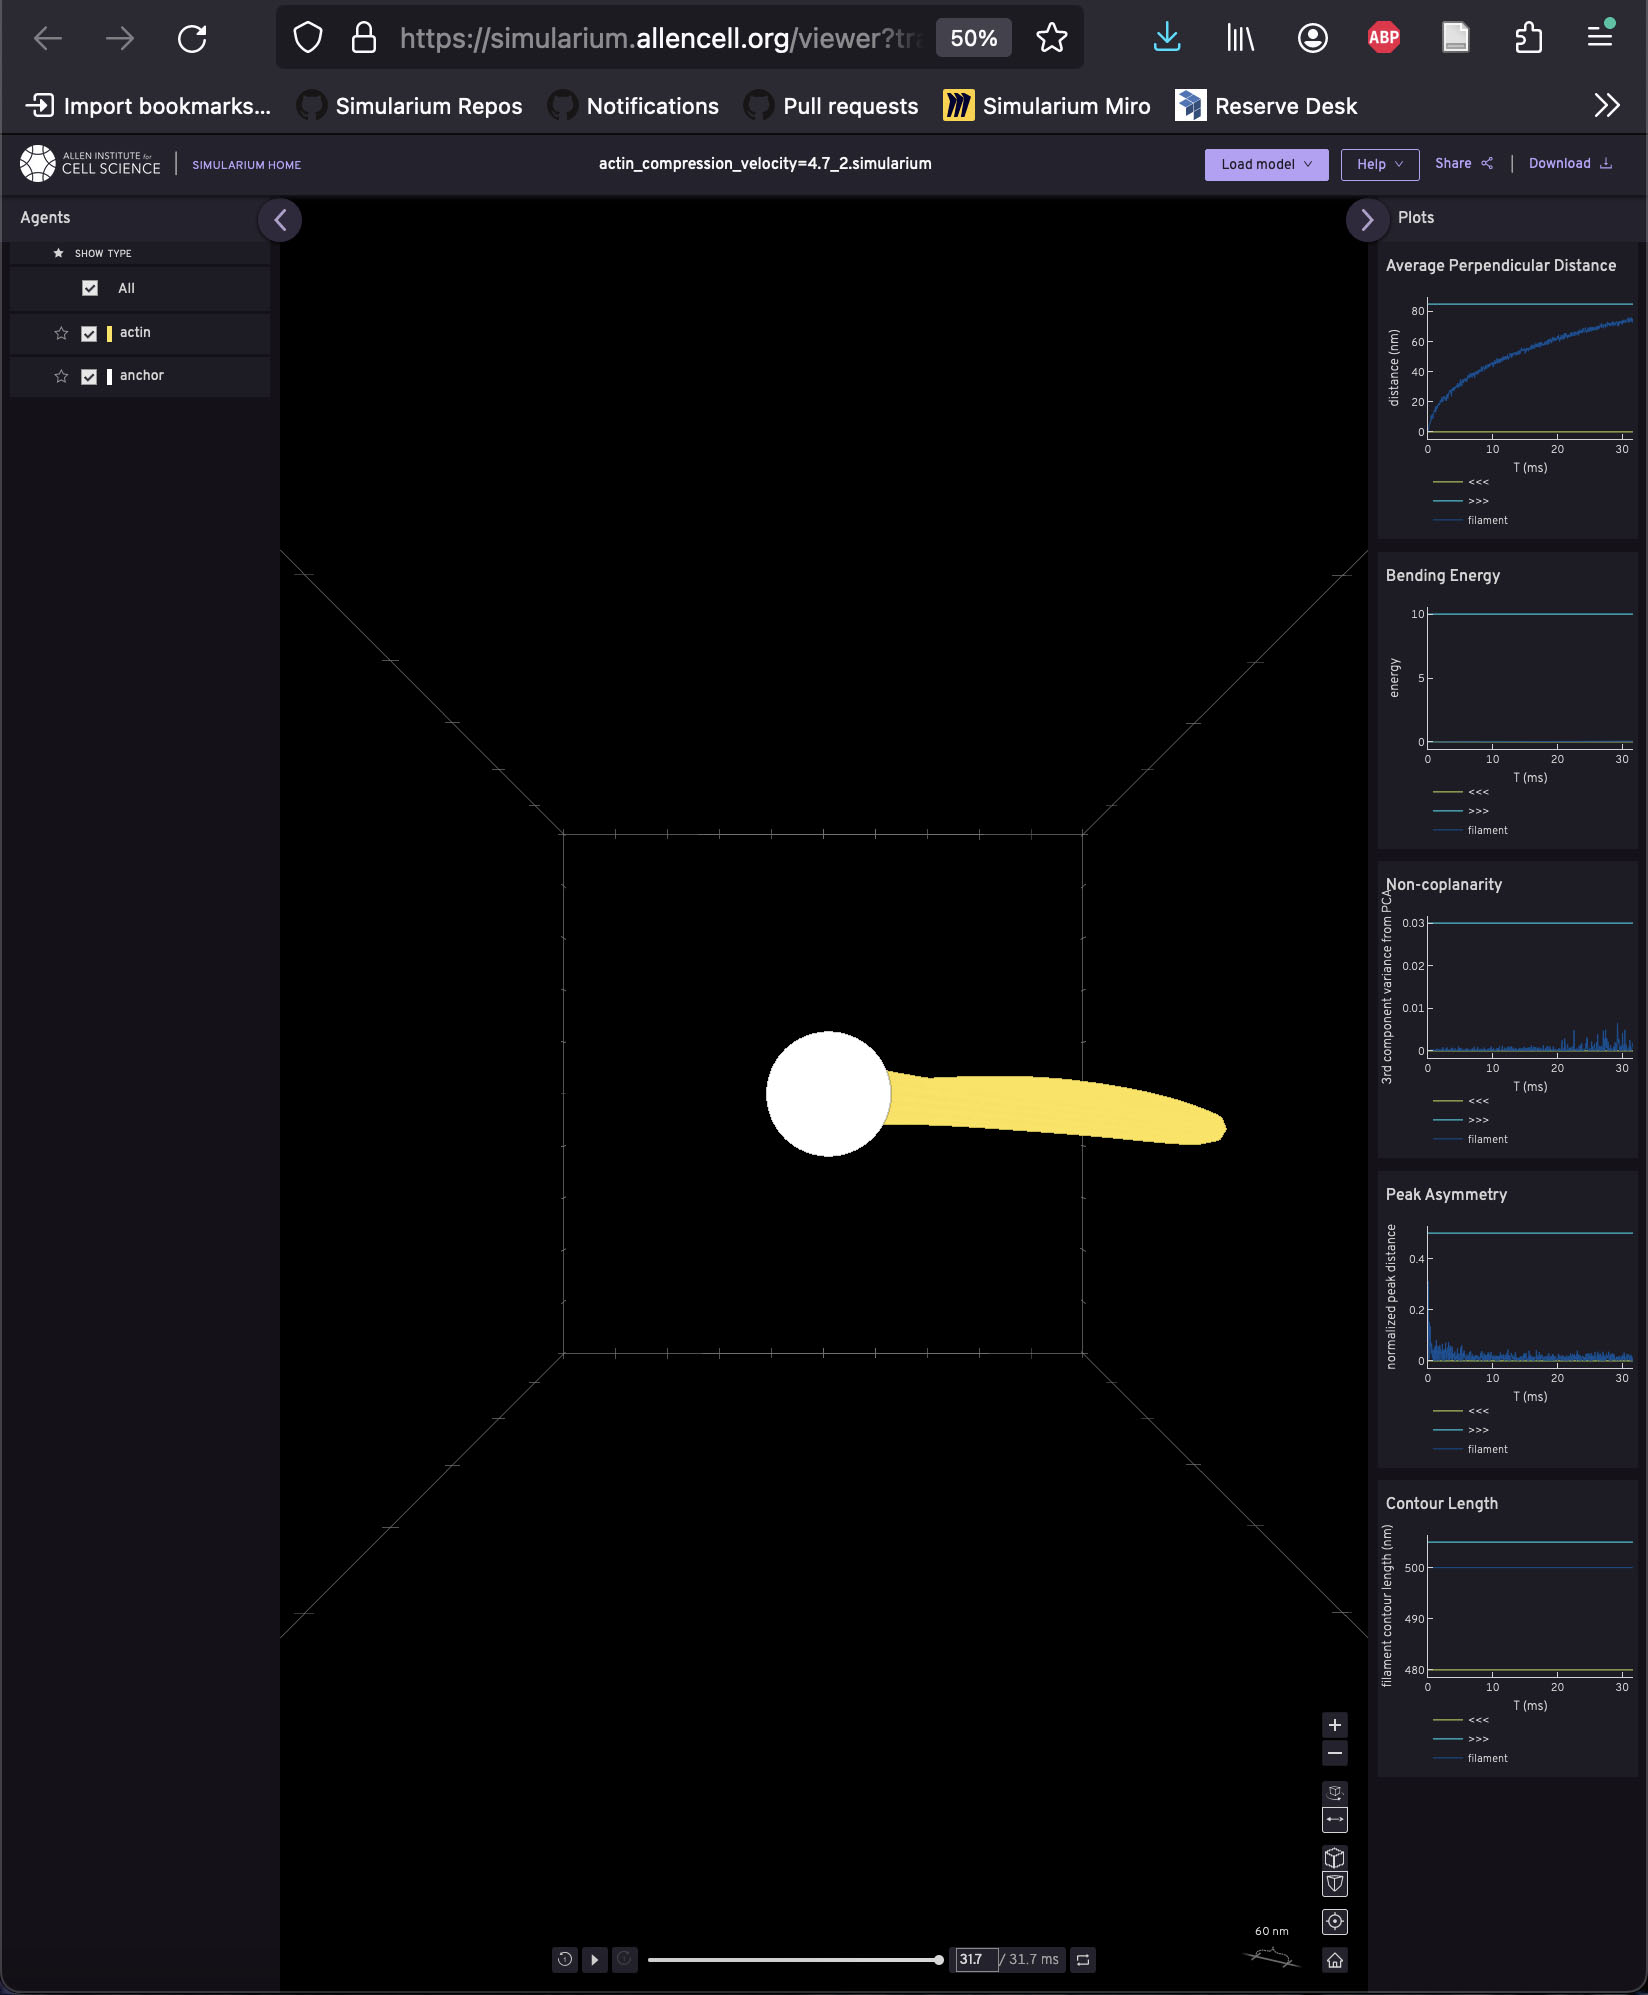 https://simularium.allencell.org/viewer?tra
50%
ABP
Import bookmarks...
Simularium Repos
Notifications
Pull requests
Simularium Miro
Reserve Desk
ALLEN INSTITUTE for
CELL SCIENCE
SIMULARIUM HOME
actin_compression_velocity=4.7_2.simularium
Load model
Help
Share
|
Download
Agents
SHOW TYPE
All
actin
anchor
Plots
Average Perpendicular Distance
distance (nm)
80
60
40
20
0
0 10 20 30
T (ms)
<<<
>>>
filament
Bending Energy
energy
10
5
0
0 10 20 30
T (ms)
<<<
>>>
filament
Non-coplanarity
3rd component variance from PCA
0.03
0.02
0.01
0
0 10 20 30
T (ms)
<<<
>>>
filament
Peak Asymmetry
normalized peak distance
0.4
0.2
0
0 10 20 30
T (ms)
<<<
>>>
filament
Contour Length
filament contour length (nm)
500
490
480
0 10 20 30
T (ms)
<<<
>>>
filament
60 nm
31.7 / 31.7 ms